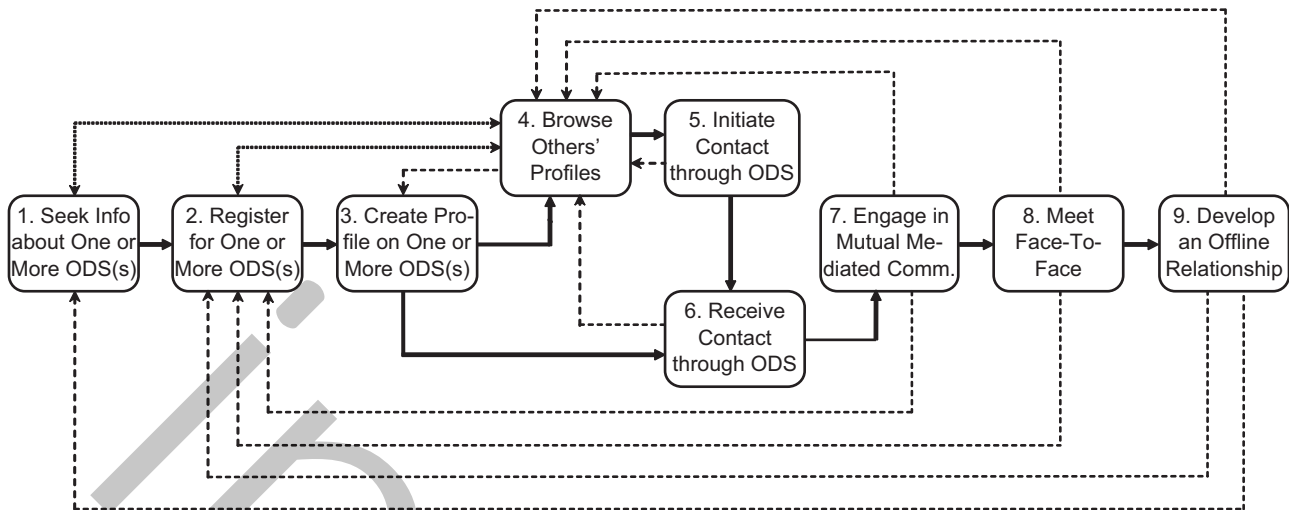 1. Seek Info
about One or
More ODS(s)
2. Register
for One or
More ODS(s)
3. Create Pro-
file on One or
More ODS(s)
4. Browse
Others’
Profiles
5. Initiate
Contact
through ODS
6. Receive
Contact
through ODS
7. Engage in
Mutual Me-
diated Comm.
8. Meet
Face-To-
Face
9. Develop
an Offline
Relationship